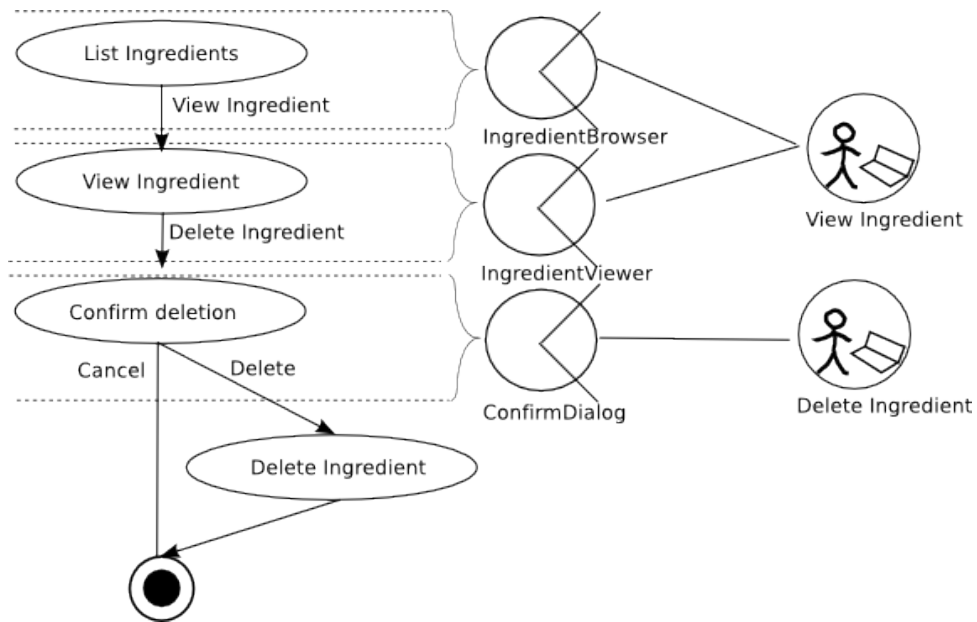 List Ingredients
View Ingredient
IngredientBrowser
View Ingredient
View Ingredient
Delete Ingredient
IngredientViewer
Confirm deletion
Cancel
Delete
ConfirmDialog
Delete Ingredient
Delete Ingredient